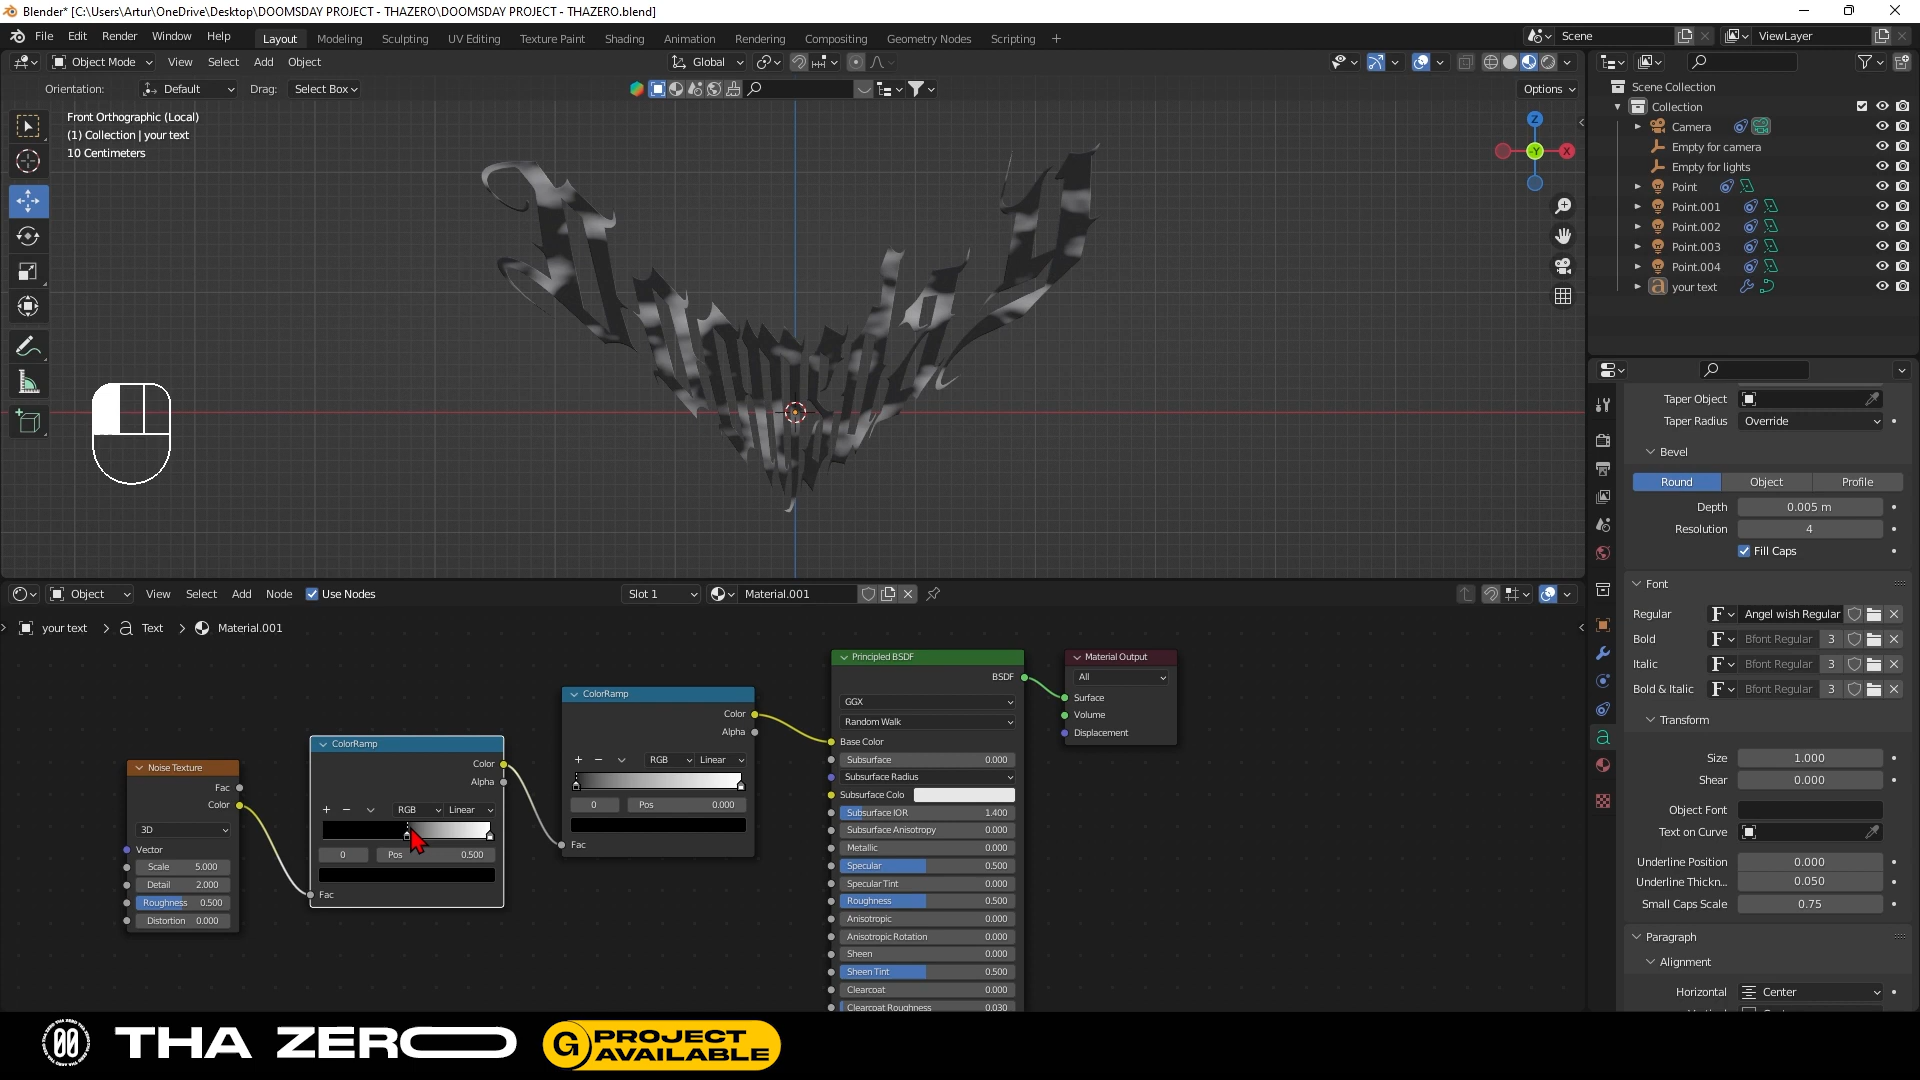 Blender* [C:\Users\Artur\OneDrive\Desktop\DOOMSDAY PROJECT - THAZERO\DOOMSDAY PROJECT - THAZERO.blend]
File Edit Render Window Help Layout Modeling Sculpting UV Editing Texture Paint Shading Animation Rendering Compositing Geometry Nodes Scripting + Scene ViewLayer
Object Mode View Select Add Object Global
Orientation: Default Drag: Select Box Options
Front Orthographic (Local)
(1) Collection | your text
10 Centimeters
Z
-Y
X
Scene Collection
Collection
Camera
Empty for camera
Empty for lights
Point
Point.001
Point.002
Point.003
Point.004
your text
Taper Object
Taper Radius Override
Bevel
Round Object Profile
Depth 0.005 m
Resolution 4
Fill Caps
Font
Regular F Angel wish Regular
Bold F Bfont Regular 3
Italic F Bfont Regular 3
Bold & Italic F Bfont Regular 3
Transform
Size 1.000
Shear 0.000
Object Font
Text on Curve
Underline Position 0.000
Underline Thickn... 0.050
Small Caps Scale 0.75
Paragraph
Alignment
Horizontal Center
Object View Select Add Node Use Nodes Slot 1 Material.001
your text > Text > Material.001
Noise Texture
Fac
Color
3D
Vector
Scale 5.000
Detail 2.000
Roughness 0.500
Distortion 0.000
ColorRamp
Color
Alpha
+ − RGB Linear
0 Pos 0.500
Fac
ColorRamp
Color
Alpha
+ − RGB Linear
0 Pos 0.000
Fac
Principled BSDF
BSDF
GGX
Random Walk
Base Color
Subsurface 0.000
Subsurface Radius
Subsurface Colo
Subsurface IOR 1.400
Subsurface Anisotropy 0.000
Metallic 0.000
Specular 0.500
Specular Tint 0.000
Roughness 0.500
Anisotropic 0.000
Anisotropic Rotation 0.000
Sheen 0.000
Sheen Tint 0.500
Clearcoat 0.000
Clearcoat Roughness 0.030
Material Output
All
Surface
Volume
Displacement
THA ZERO
G PROJECT
AVAILABLE